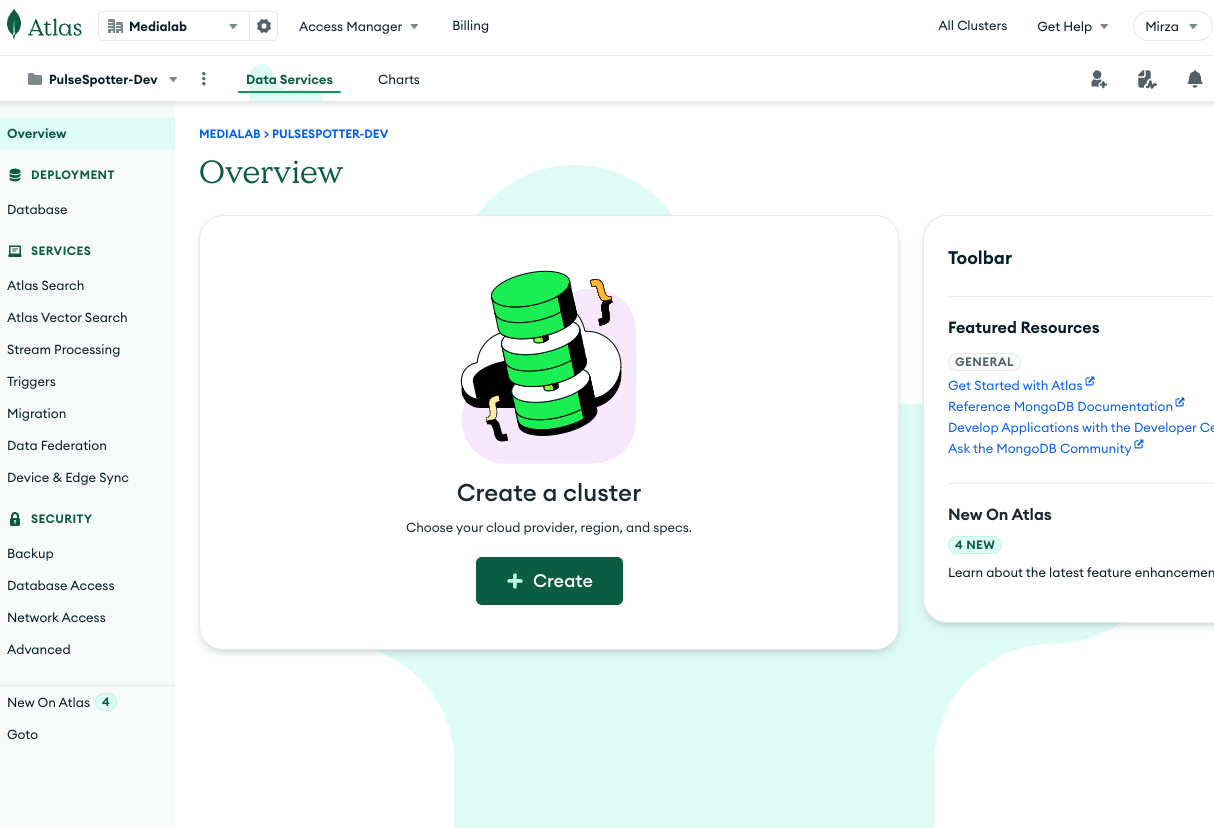 Atlas
Medialab
Access Manager
Billing
All Clusters
Get Help
Mirza
PulseSpotter-Dev
Data Services
Charts
Overview
DEPLOYMENT
Database
SERVICES
Atlas Search
Atlas Vector Search
Stream Processing
Triggers
Migration
Data Federation
Device & Edge Sync
SECURITY
Backup
Database Access
Network Access
Advanced
New On Atlas 4
Goto
MEDIALAB > PULSESPOTTER-DEV
Overview
Create a cluster
Choose your cloud provider, region, and specs.
+ Create
Toolbar
Featured Resources
GENERAL
Get Started with Atlas
Reference MongoDB Documentation
Develop Applications with the Developer Ce
Ask the MongoDB Community
New On Atlas
4 NEW
Learn about the latest feature enhancemen